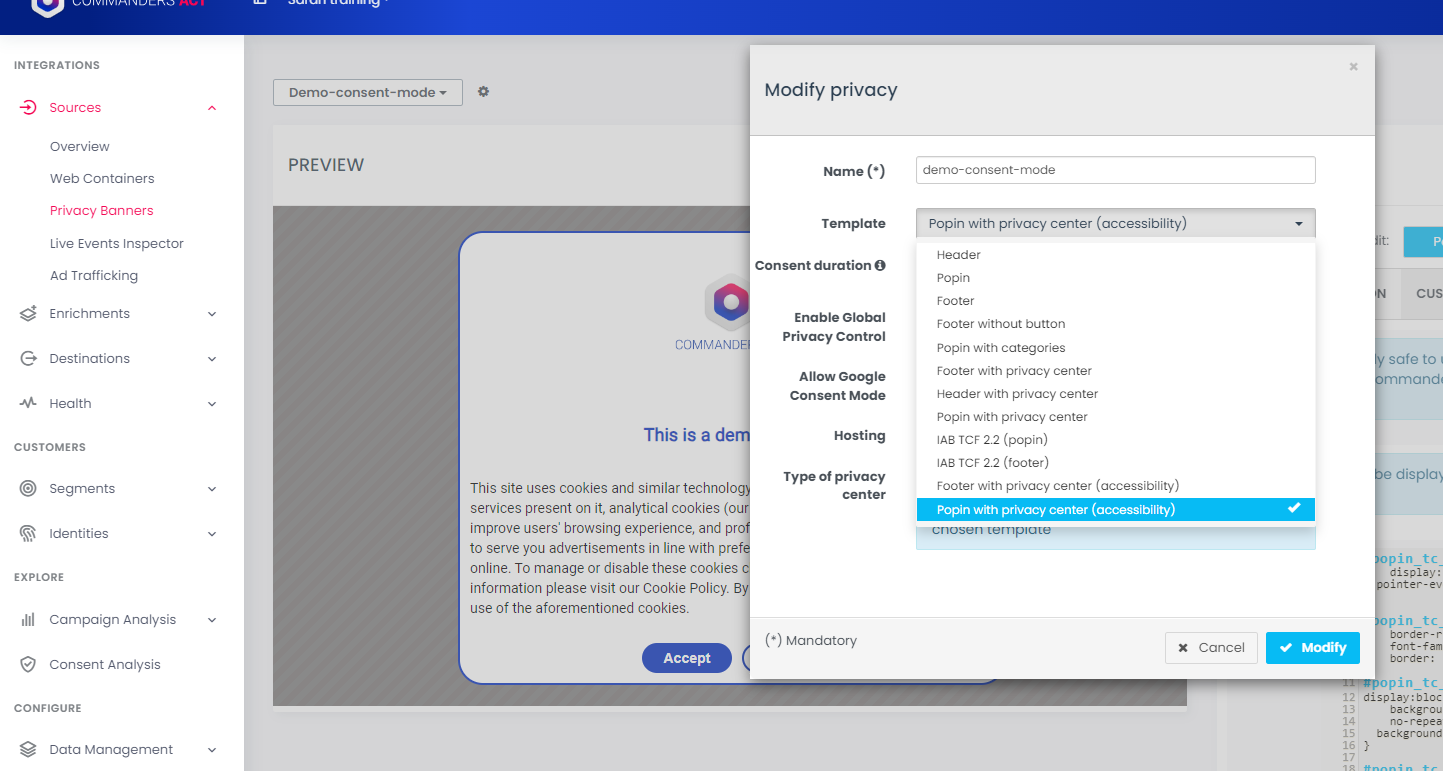 COMMANDERS ACT
Sarah training
INTEGRATIONS
Sources
Overview
Web Containers
Privacy Banners
Live Events Inspector
Ad Trafficking
Enrichments
Destinations
Health
CUSTOMERS
Segments
Identities
EXPLORE
Campaign Analysis
Consent Analysis
CONFIGURE
Data Management
Demo-consent-mode
PREVIEW
COMMANDE
This is a dem
This site uses cookies and similar technology
services present on it, analytical cookies (our
improve users' browsing experience, and prof
to serve you advertisements in line with prefe
online. To manage or disable these cookies c
information please visit our Cookie Policy. By
use of the aforementioned cookies.
Accept
×
Modify privacy
Name (*)
demo-consent-mode
Template
Popin with privacy center (accessibility)
Header
Popin
Footer
Footer without button
Popin with categories
Footer with privacy center
Header with privacy center
Popin with privacy center
IAB TCF 2.2 (popin)
IAB TCF 2.2 (footer)
Footer with privacy center (accessibility)
Popin with privacy center (accessibility)
Consent duration
Enable Global
Privacy Control
Allow Google
Consent Mode
Hosting
Type of privacy
center
chosen template
(*) Mandatory
Cancel
Modify
dit:
ON
CUS
ly safe to u
ommande
be display
popin_tc_
display:
pointer-ev
popin_tc_
border-r
font-fam
border:
11 #popin_tc_
12 display:bloc
13 backgrou
14 no-repea
15 background
16 }
17
18 #popin_tc